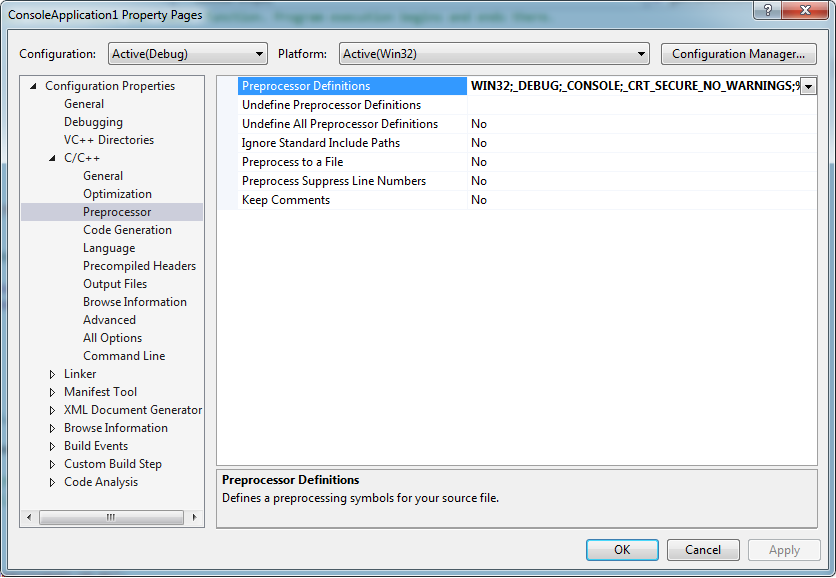 ConsoleApplication1 Property Pages
Configuration: Active(Debug) Platform: Active(Win32) Configuration Manager...
Configuration Properties
General
Debugging
VC++ Directories
C/C++
General
Optimization
Preprocessor
Code Generation
Language
Precompiled Headers
Output Files
Browse Information
Advanced
All Options
Command Line
Linker
Manifest Tool
XML Document Generator
Browse Information
Build Events
Custom Build Step
Code Analysis
Preprocessor Definitions WIN32;_DEBUG;_CONSOLE;_CRT_SECURE_NO_WARNINGS;%
Undefine Preprocessor Definitions
Undefine All Preprocessor Definitions No
Ignore Standard Include Paths No
Preprocess to a File No
Preprocess Suppress Line Numbers No
Keep Comments No
Preprocessor Definitions
Defines a preprocessing symbols for your source file.
OK Cancel Apply